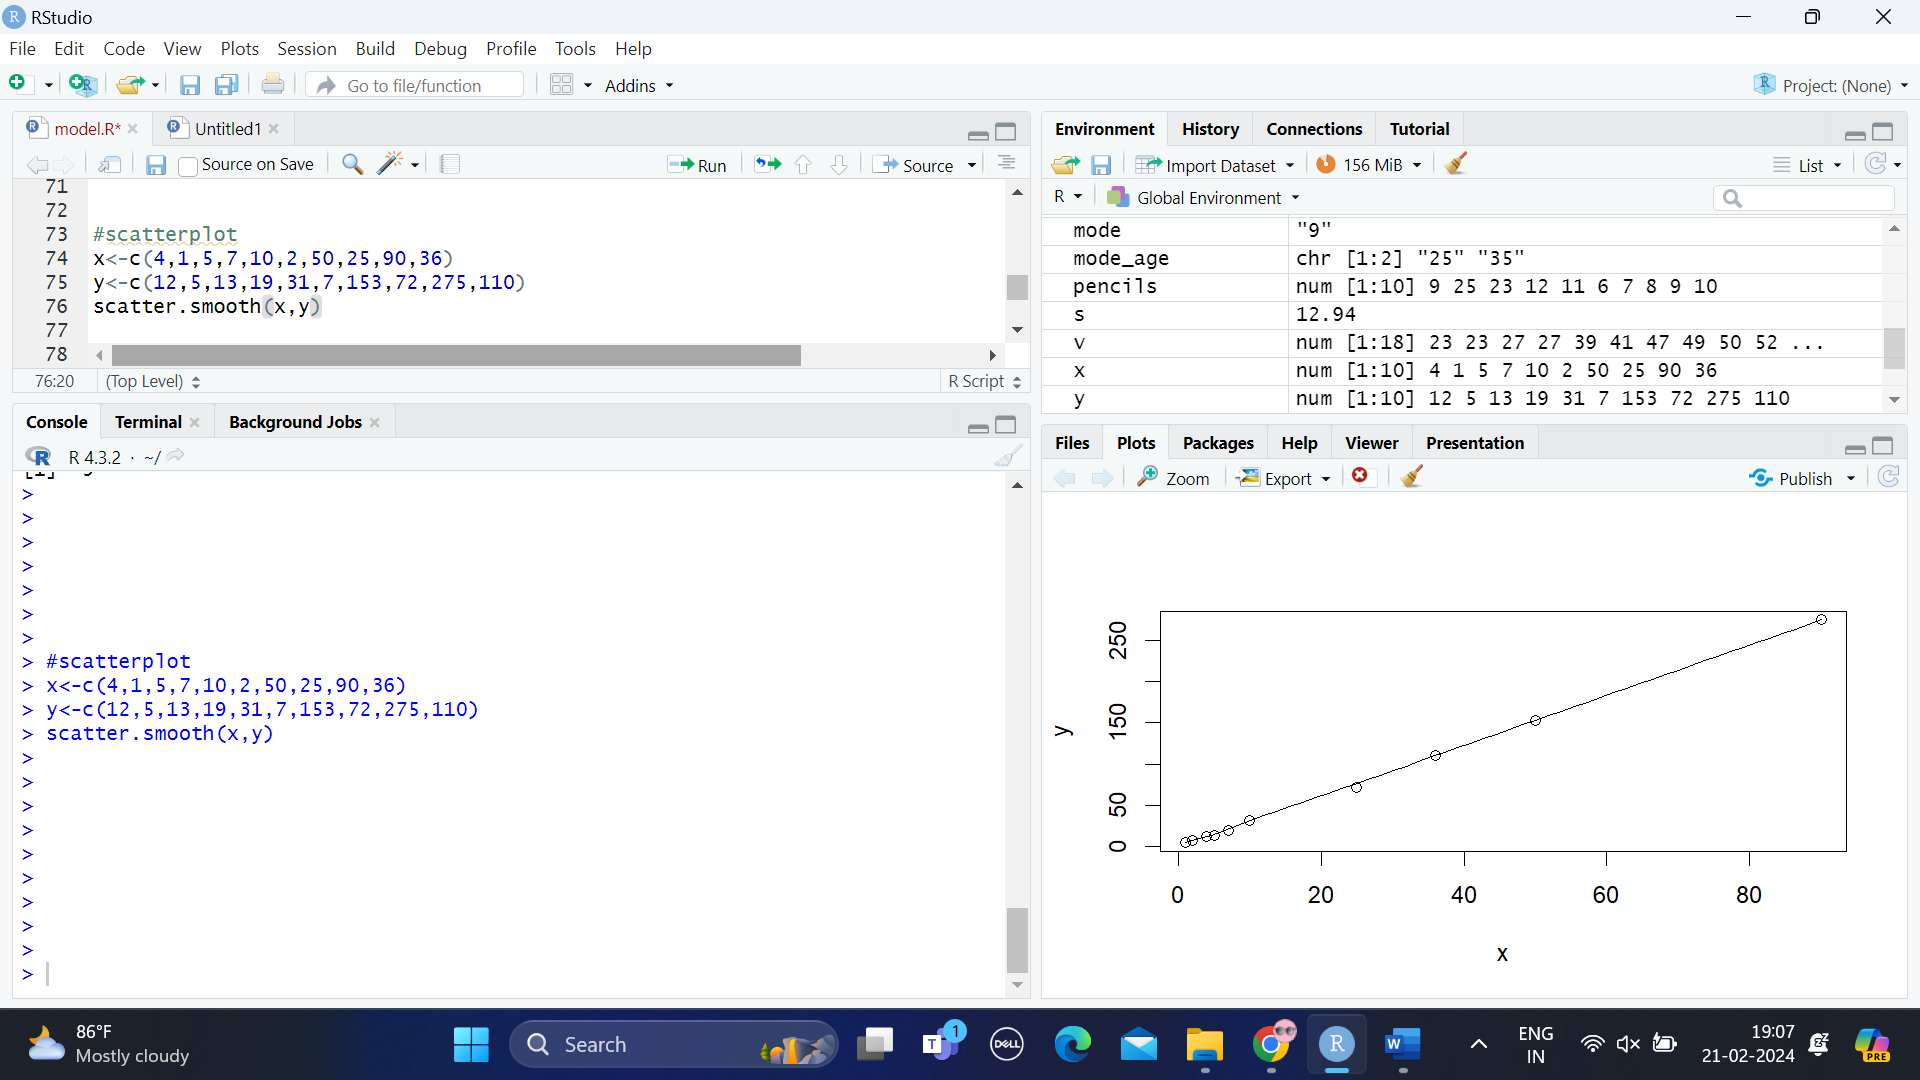 RStudio
File Edit Code View Plots Session Build Debug Profile Tools Help
Go to file/function Addins Project: (None)
model.R* Untitled1
Source on Save Run Source
71
72
73 #scatterplot
74 x<-c(4,1,5,7,10,2,50,25,90,36)
75 y<-c(12,5,13,19,31,7,153,72,275,110)
76 scatter.smooth(x,y)
77
78
76:20 (Top Level) R Script
Console Terminal Background Jobs
R 4.3.2 · ~/
>
>
>
>
>
>
>
> #scatterplot
> x<-c(4,1,5,7,10,2,50,25,90,36)
> y<-c(12,5,13,19,31,7,153,72,275,110)
> scatter.smooth(x,y)
>
>
>
>
>
>
>
>
>
>
Environment History Connections Tutorial
Import Dataset 156 MiB List
R Global Environment
mode "9"
mode_age chr [1:2] "25" "35"
pencils num [1:10] 9 25 23 12 11 6 7 8 9 10
s 12.94
v num [1:18] 23 23 27 27 39 41 47 49 50 52 ...
x num [1:10] 4 1 5 7 10 2 50 25 90 36
y num [1:10] 12 5 13 19 31 7 153 72 275 110
Files Plots Packages Help Viewer Presentation
Zoom Export Publish
250
150
50
0
y
0 20 40 60 80
x
86°F
Mostly cloudy
Search
T 1
DELL
R
W
ENG
IN
19:07
21-02-2024
PRE